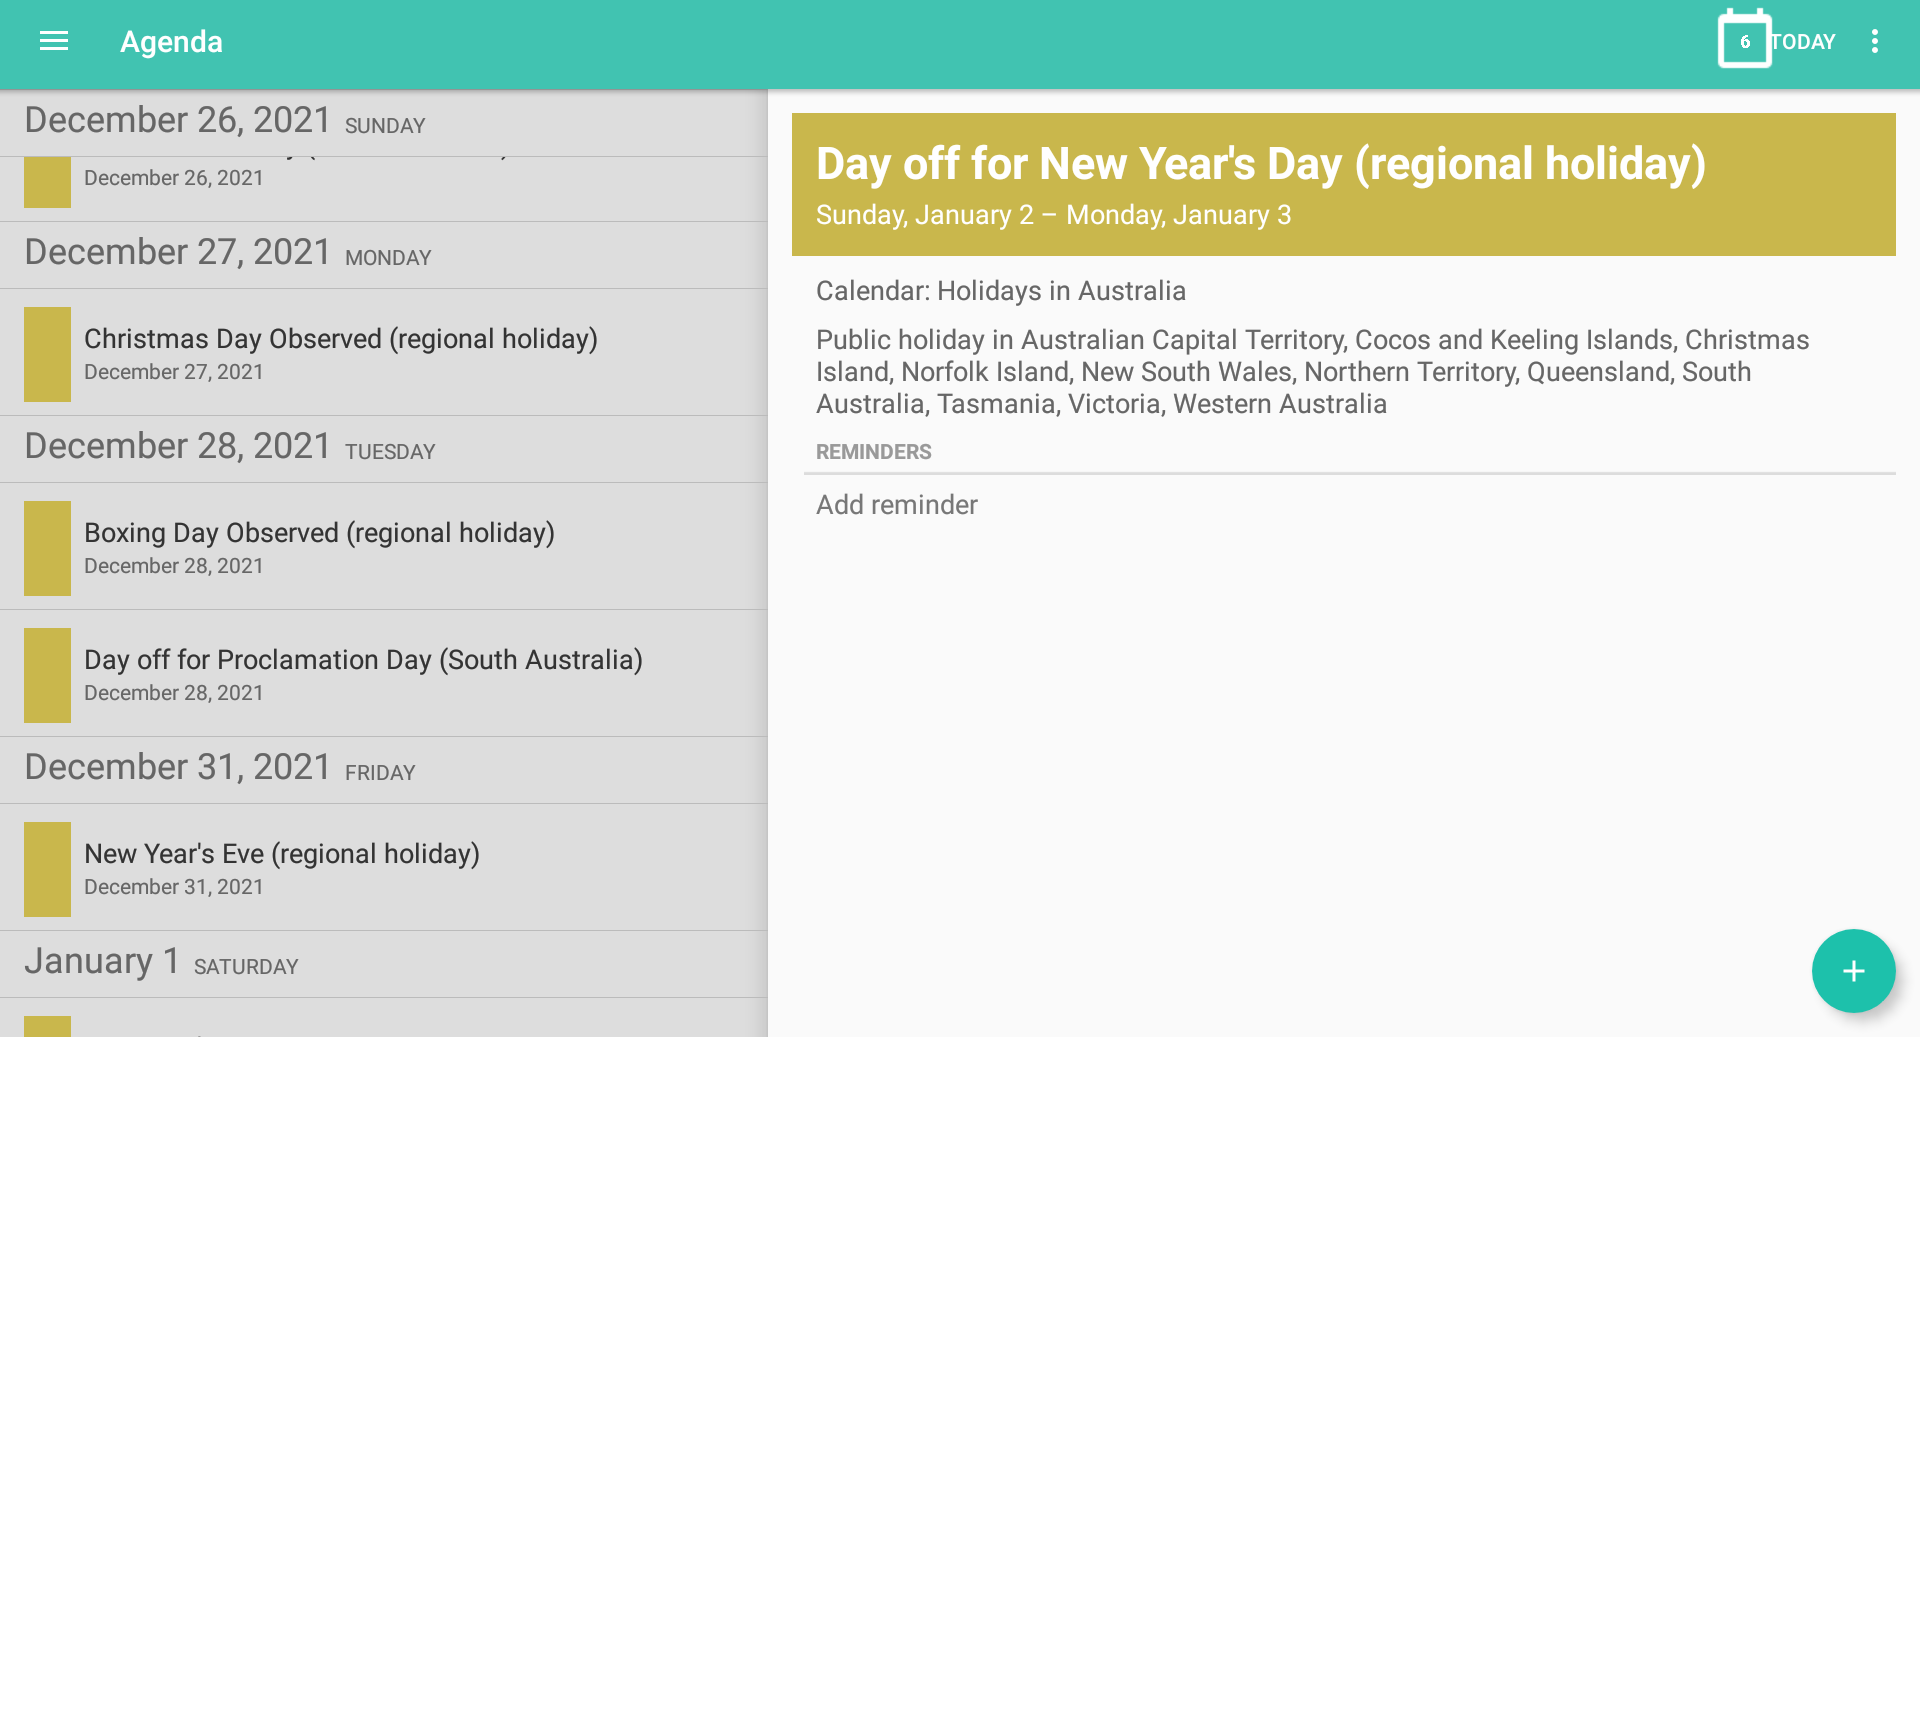 Agenda
6 TODAY
December 26, 2021 SUNDAY
December 26, 2021
December 27, 2021 MONDAY
Christmas Day Observed (regional holiday)
December 27, 2021
December 28, 2021 TUESDAY
Boxing Day Observed (regional holiday)
December 28, 2021
Day off for Proclamation Day (South Australia)
December 28, 2021
December 31, 2021 FRIDAY
New Year's Eve (regional holiday)
December 31, 2021
January 1 SATURDAY
Day off for New Year's Day (regional holiday)
Sunday, January 2 – Monday, January 3
Calendar: Holidays in Australia
Public holiday in Australian Capital Territory, Cocos and Keeling Islands, Christmas
Island, Norfolk Island, New South Wales, Northern Territory, Queensland, South
Australia, Tasmania, Victoria, Western Australia
REMINDERS
Add reminder